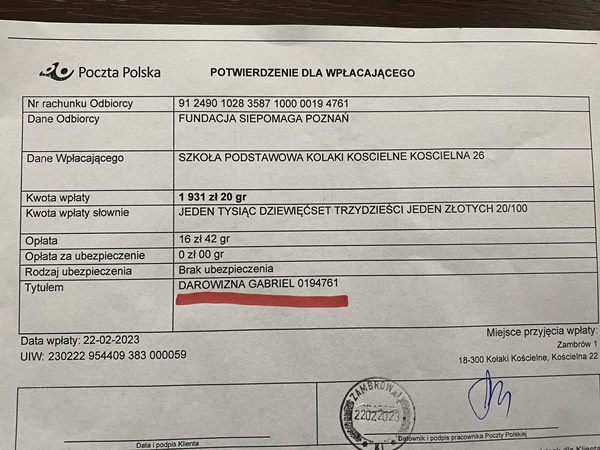 Poczta Polska
POTWIERDZENIE DLA WPŁACAJĄCEGO
Nr rachunku Odbiorcy 91 2490 1028 3587 1000 0019 4761
Dane Odbiorcy FUNDACJA SIEPOMAGA POZNAŃ
Dane Wpłacającego SZKOŁA PODSTAWOWA KOLAKI KOSCIELNE KOSCIELNA 26
Kwota wpłaty 1 931 zł 20 gr
Kwota wpłaty słownie JEDEN TYSIĄC DZIEWIĘĆSET TRZYDZIEŚCI JEDEN ZŁOTYCH 20/100
Opłata 16 zł 42 gr
Opłata za ubezpieczenie 0 zł 00 gr
Rodzaj ubezpieczenia Brak ubezpieczenia
Tytułem DAROWIZNA GABRIEL 0194761
Data wpłaty: 22-02-2023
Miejsce przyjęcia wpłaty:
Zambrów 1
UIW: 230222 954409 383 000059
18-300 Kołaki Kościelne, Kościelna 22
ZAMBRÓW
22022023
Data i podpis Klienta
Datownik i podpis pracownika Poczty Polskiej